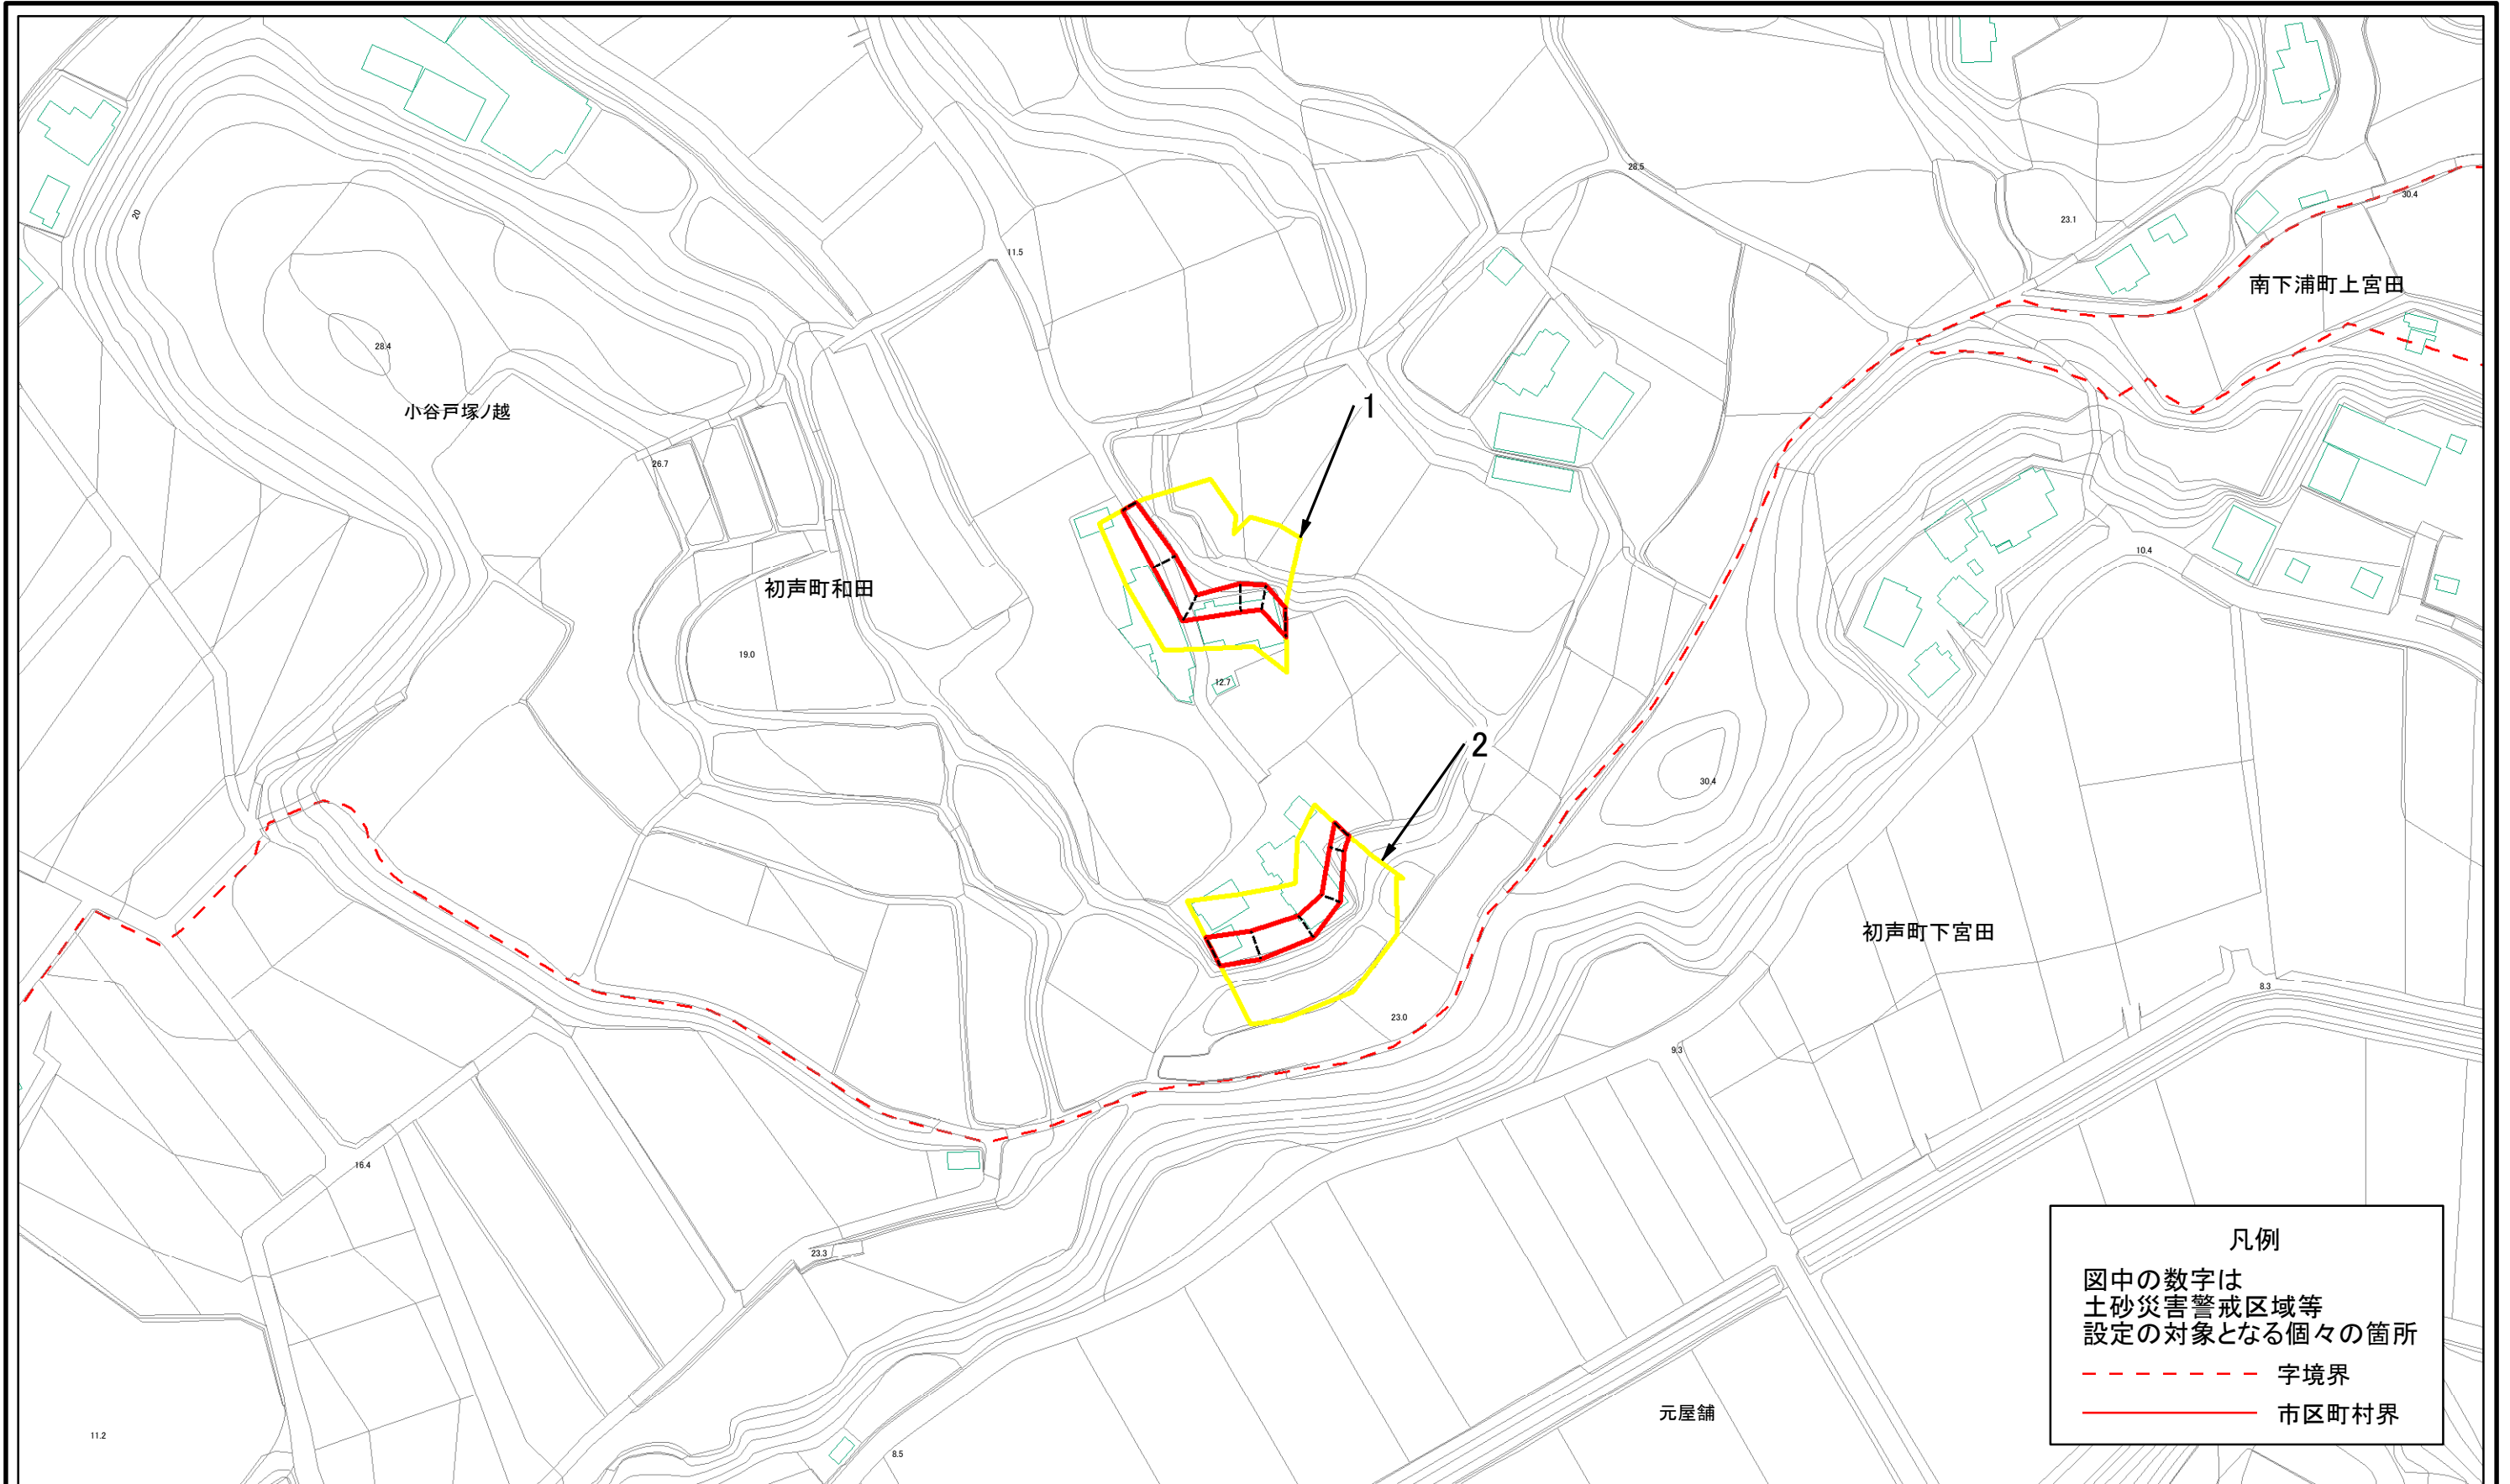 28.5
30.4
23.1
20
11.5
南下浦町上宮田
28.4
1
小谷戸塚ノ越
26.7
10.4
初声町和田
19.0
12.7
2
30.4
初声町下宮田
8.3
23.0
9.3
16.4
23.3
凡例
図中の数字は
土砂災害警戒区域等
設定の対象となる個々の箇所
字境界
市区町村界
元屋舗
11.2
8.5